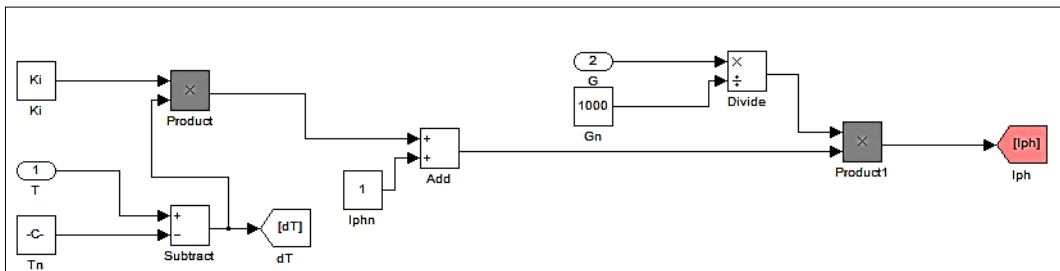 Ki
Ki
×
Product
1
T
-C-
Tn
+
−
Subtract
[dT]
dT
1
Iphn
+
+
Add
2
G
1000
Gn
×
÷
Divide
×
Product1
[Iph]
Iph